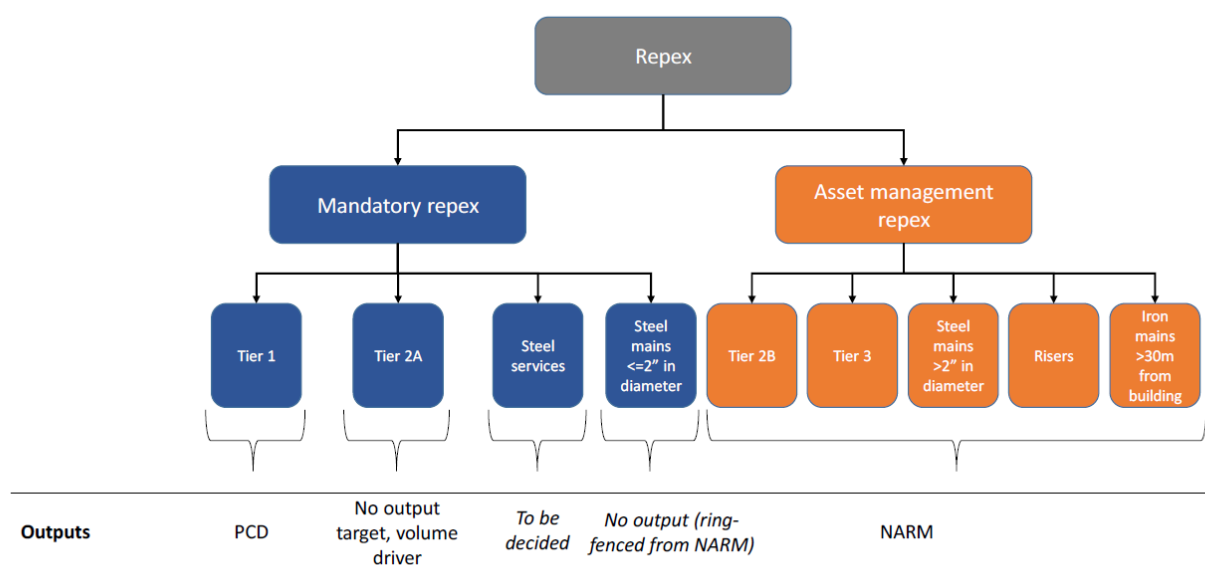 Repex
Mandatory repex
Asset management
repex
Tier 1
Tier 2A
Steel
services
Steel
mains
<=2” in
diameter
Tier 2B
Tier 3
Steel
mains
>2” in
diameter
Risers
Iron
mains
>30m
from
building
Outputs
PCD
No output
target, volume
driver
To be
decided
No output (ring-
fenced from NARM)
NARM